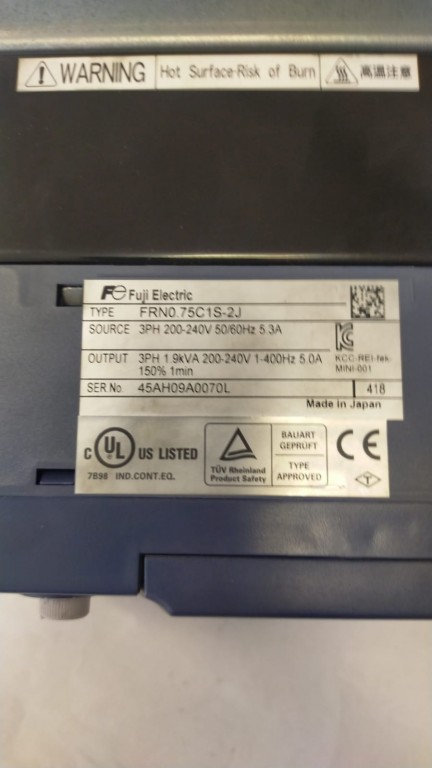 WARNING Hot Surface-Risk of Burn 高温注意
Fe Fuji Electric
TYPE FRN0.75C1S-2J
SOURCE 3PH 200-240V 50/60Hz 5.3A
OUTPUT 3PH 1.9kVA 200-240V 1-400Hz 5.0A
150% 1min
KCC-REI-fek-
MINI-001
SER.No. 45AH09A0070L 418
Made in Japan
C UL US LISTED
7B98 IND.CONT.EQ.
TÜV Rheinland
Product Safety
BAUART
GEPRÜFT
TYPE
APPROVED
CE
T